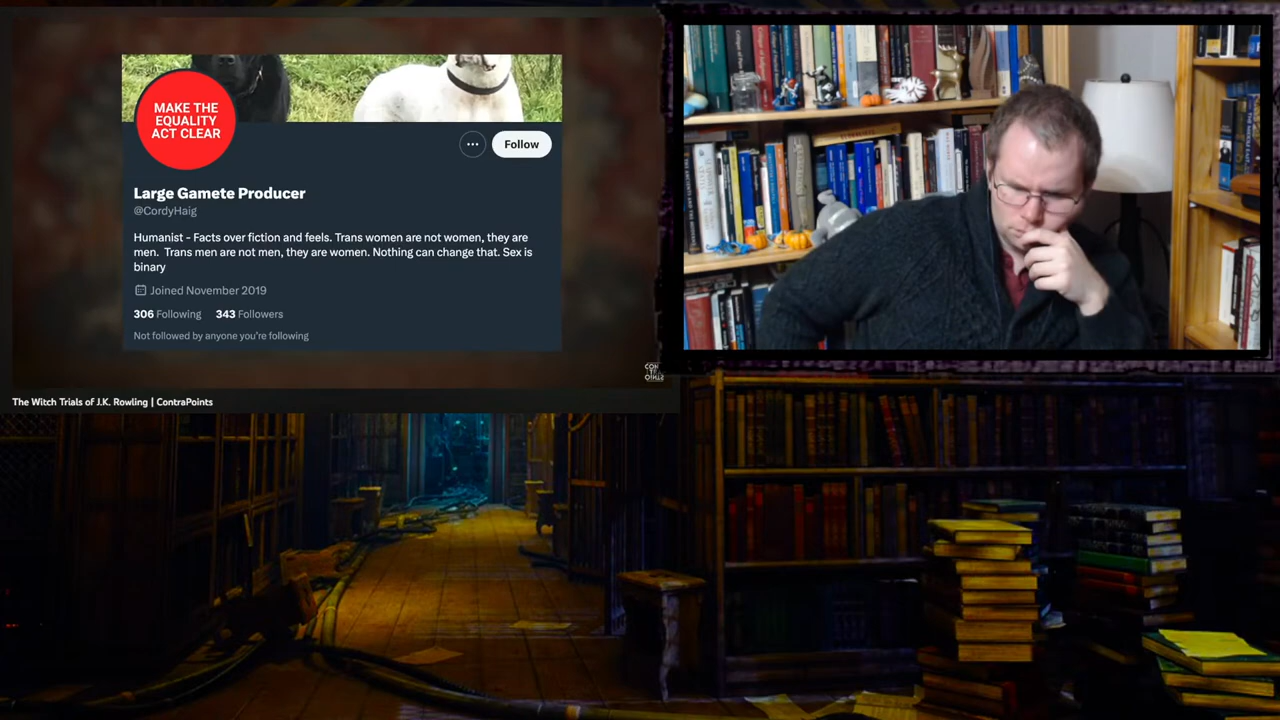 MAKE THE
EQUALITY
ACT CLEAR
Follow
Large Gamete Producer
@CordyHaig
Humanist - Facts over fiction and feels. Trans women are not women, they are
men.  Trans men are not men, they are women. Nothing can change that. Sex is
binary
Joined November 2019
306 Following 343 Followers
Not followed by anyone you're following
The Witch Trials of J.K. Rowling | ContraPoints